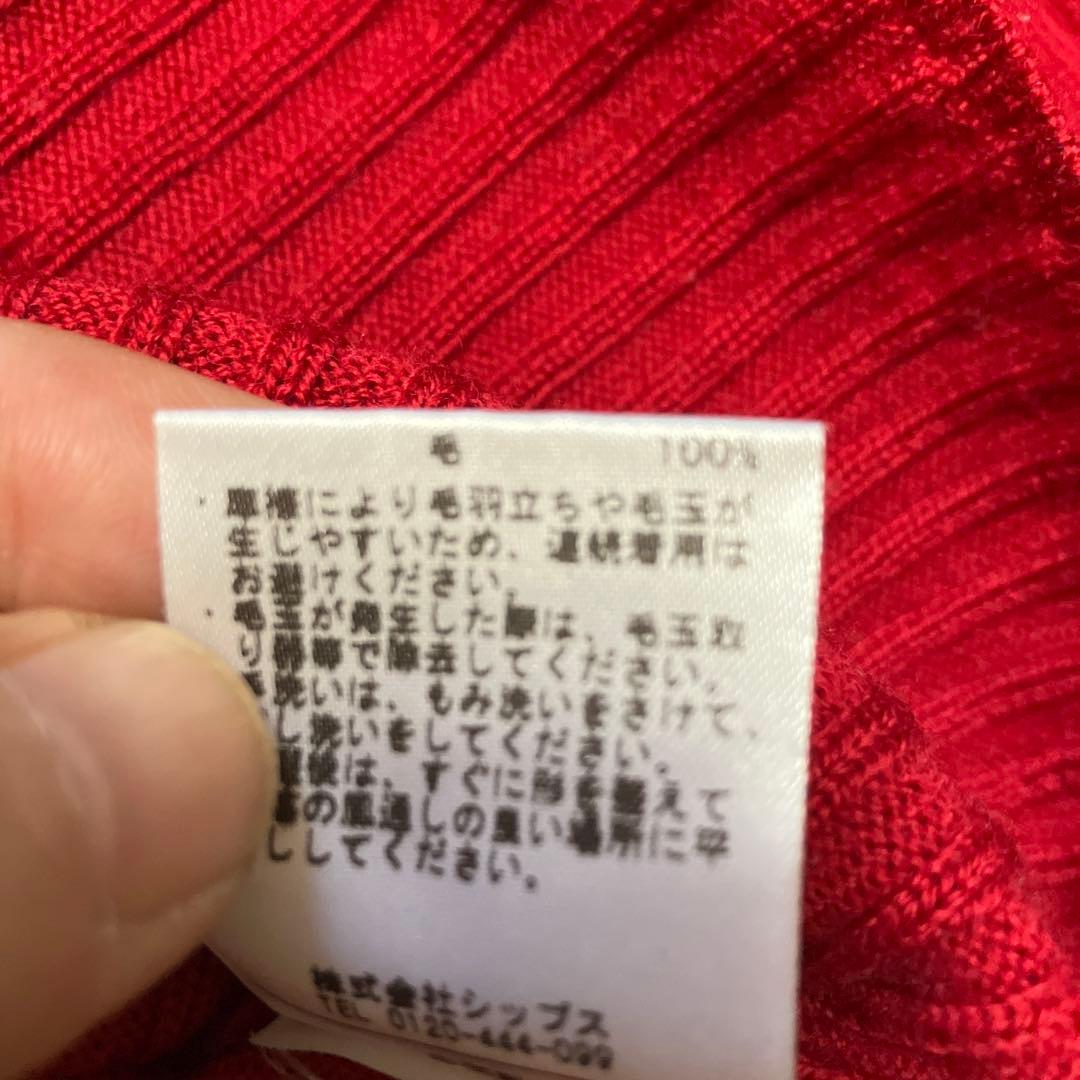 毛 100%
・摩擦により毛羽立ちや毛玉が
生じやすいため、連続着用は
お避けください。
・毛玉が発生した際は、毛玉取
り器等で除去してください。
洗いは、もみ洗いをさけて、
し洗いをしてください。
後は、すぐに形を整えて
の風通しの良い場所に平
ししてください。
株式会社シップス
TEL 0120-444-099